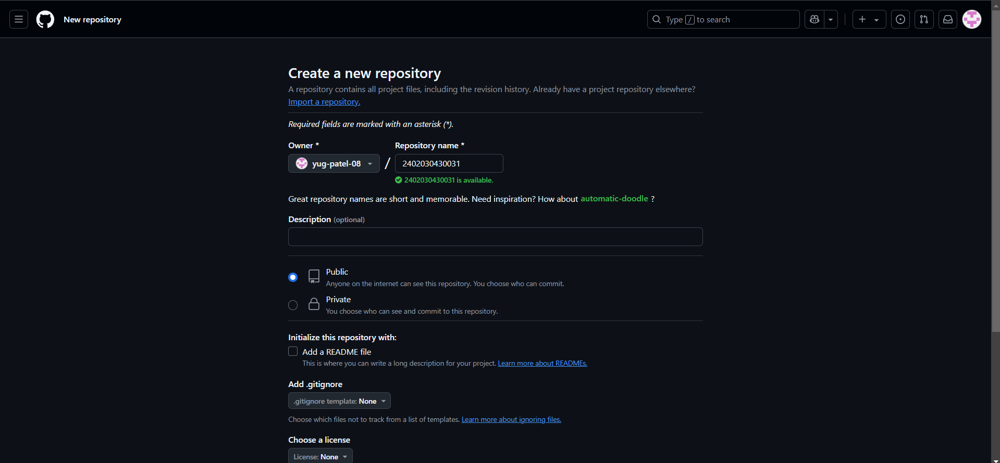 New repository
Type / to search
Create a new repository
A repository contains all project files, including the revision history. Already have a project repository elsewhere?
Import a repository.
Required fields are marked with an asterisk (*).
Owner * Repository name *
yug-patel-08 / 2402030430031
2402030430031 is available.
Great repository names are short and memorable. Need inspiration? How about automatic-doodle ?
Description (optional)
Public
Anyone on the internet can see this repository. You choose who can commit.
Private
You choose who can see and commit to this repository.
Initialize this repository with:
Add a README file
This is where you can write a long description for your project. Learn more about READMEs.
Add .gitignore
.gitignore template: None
Choose which files not to track from a list of templates. Learn more about ignoring files.
Choose a license
License: None